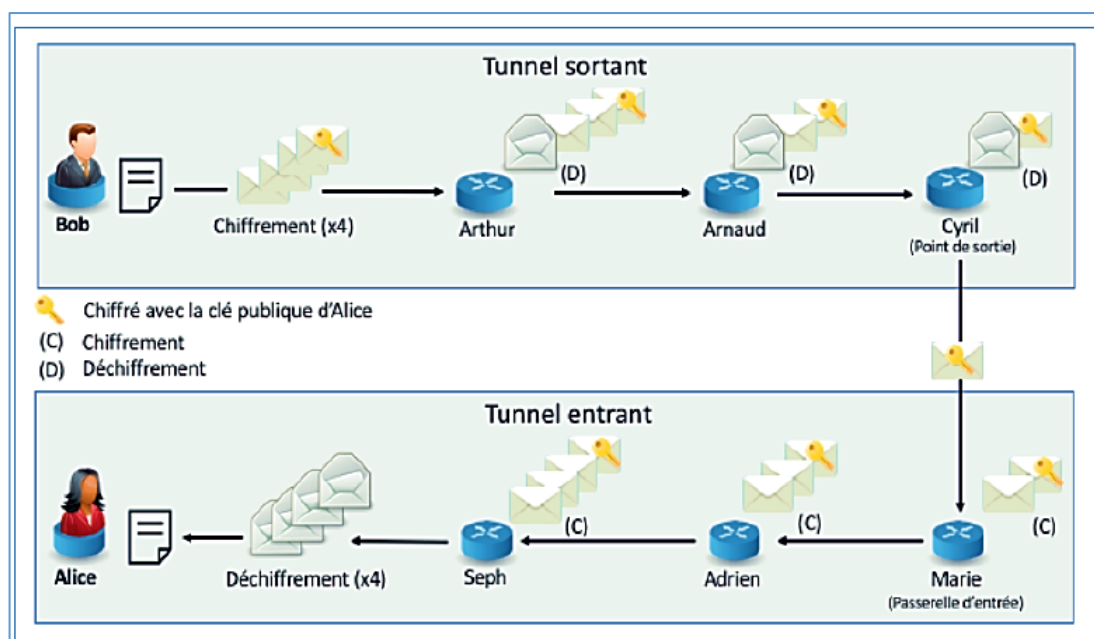 Tunnel sortant
(D)
(D)
(D)
Bob
Chiffrement (x4)
Arthur
Arnaud
Cyril
(Point de sortie)
Chiffré avec la clé publique d'Alice
(C) Chiffrement
(D) Déchiffrement
Tunnel entrant
(C)
(C)
(C)
Alice
Déchiffrement (x4)
Seph
Adrien
Marie
(Passerelle d'entrée)